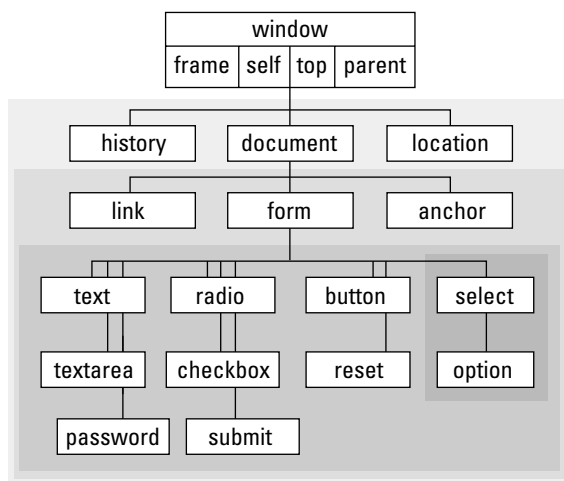 window
frame self top parent
history document location
link form anchor
text radio button select
textarea checkbox reset option
password submit